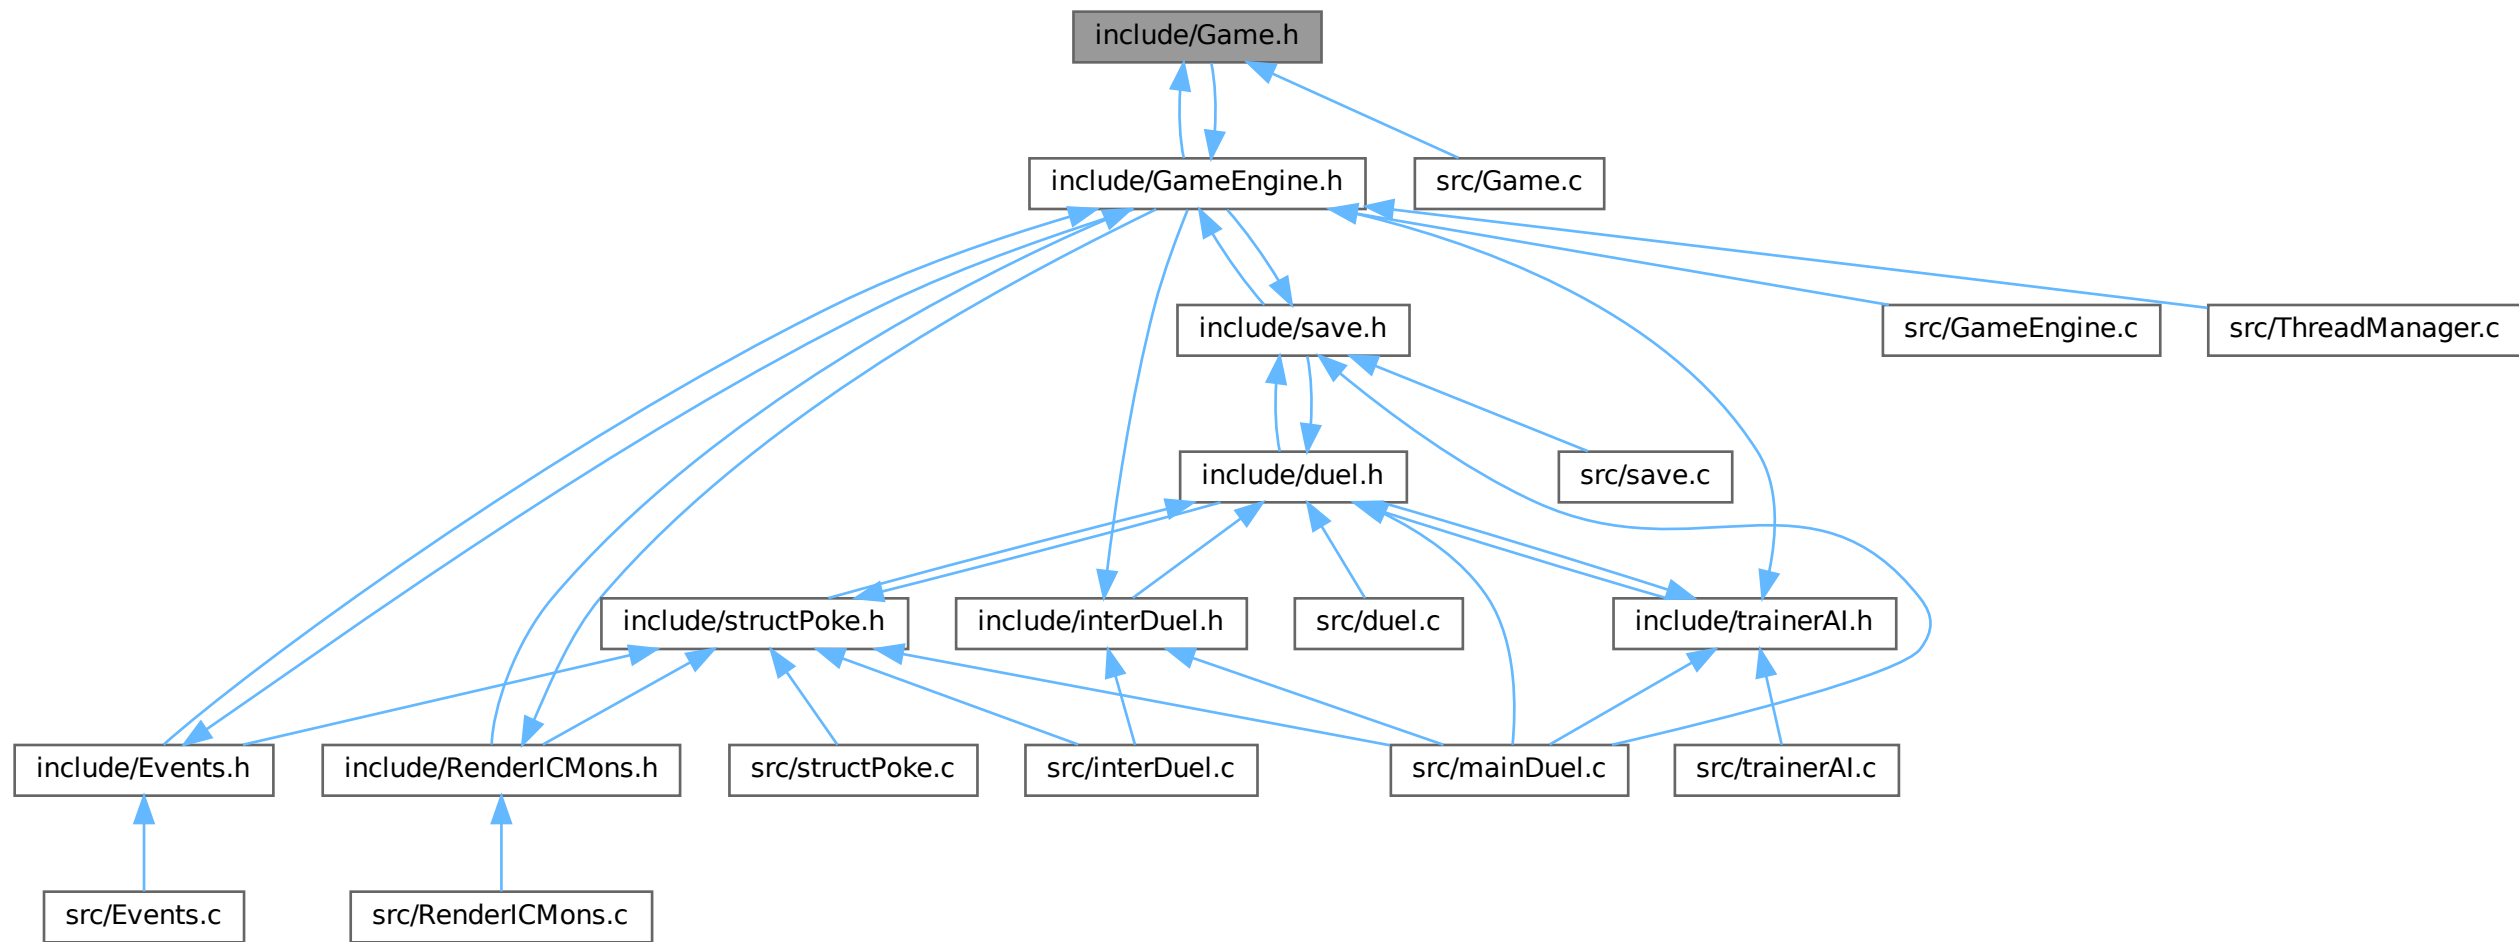 include/Game.h
include/GameEngine.h
src/Game.c
include/save.h
src/GameEngine.c
src/ThreadManager.c
include/duel.h
src/save.c
include/structPoke.h
include/interDuel.h
src/duel.c
include/trainerAI.h
include/Events.h
include/RenderICMons.h
src/structPoke.c
src/interDuel.c
src/mainDuel.c
src/trainerAI.c
src/Events.c
src/RenderICMons.c